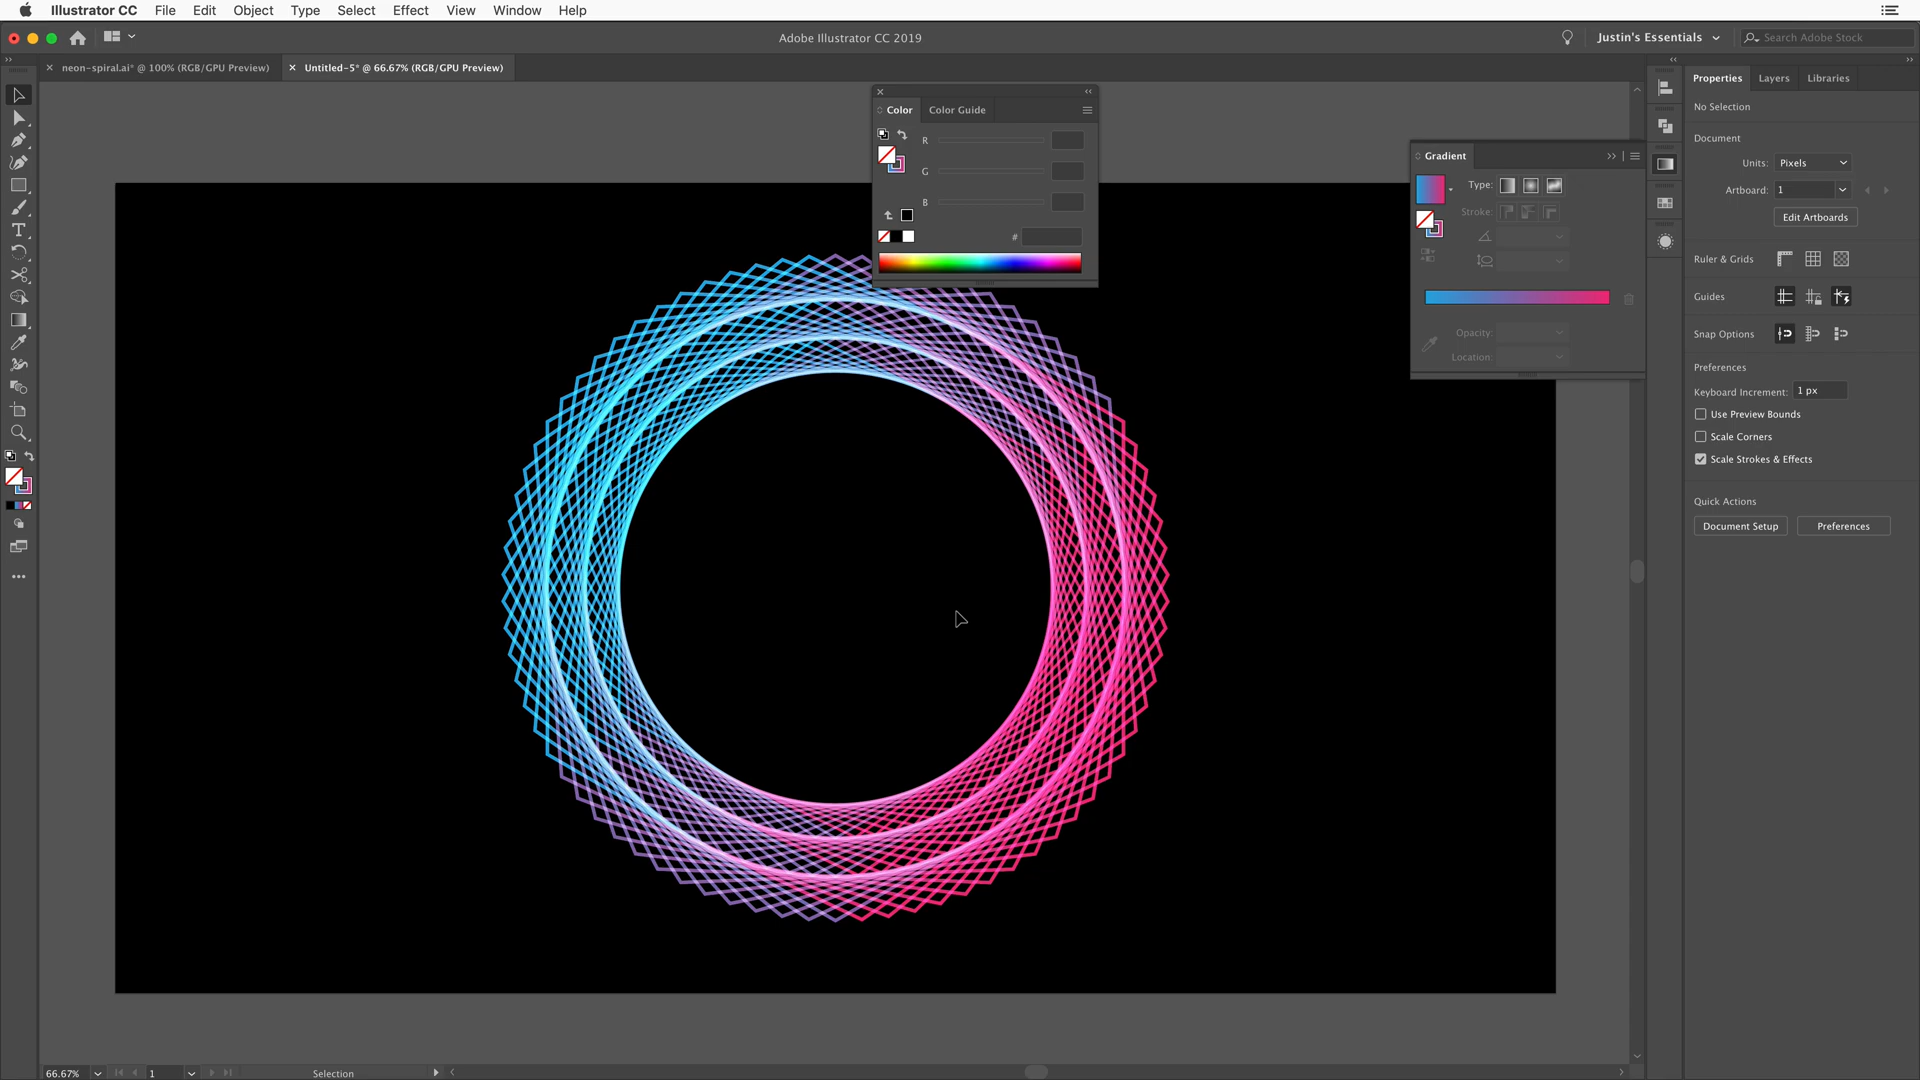 Illustrator CC File Edit Object Type Select Effect View Window Help
Adobe Illustrator CC 2019
Justin's Essentials
Search Adobe Stock
neon-spiral.ai* @ 100% (RGB/GPU Preview)
Untitled-5* @ 66.67% (RGB/GPU Preview)
Color
Color Guide
R
G
B
#
Gradient
Type:
Stroke:
Opacity:
Location:
Properties
Layers
Libraries
No Selection
Document
Units:
Pixels
Artboard:
1
Edit Artboards
Ruler & Grids
Guides
Snap Options
Preferences
Keyboard Increment:
1 px
Use Preview Bounds
Scale Corners
Scale Strokes & Effects
Quick Actions
Document Setup
Preferences
66.67%
1
Selection